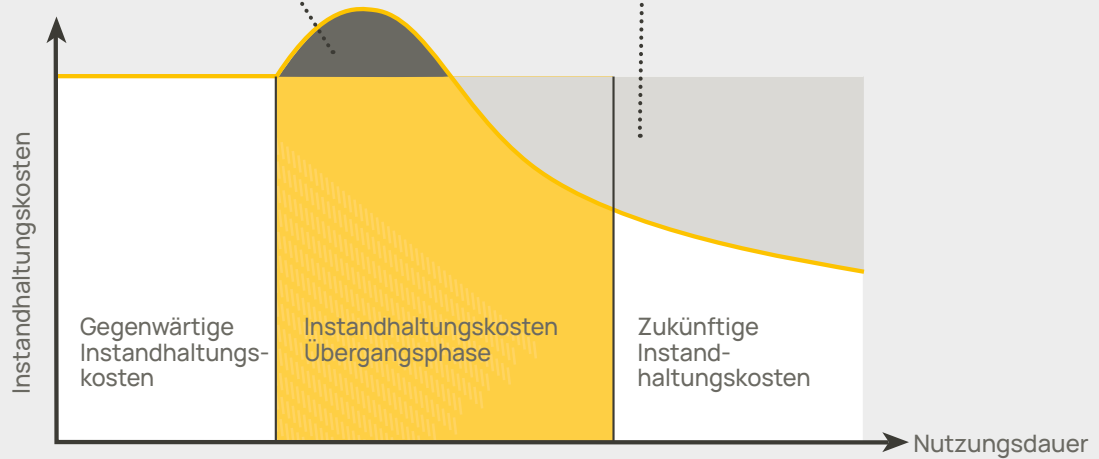 Instandhaltungskosten
Gegenwärtige
Instandhaltungs-
kosten
Instandhaltungskosten
Übergangsphase
Zukünftige
Instand-
haltungskosten
Nutzungsdauer